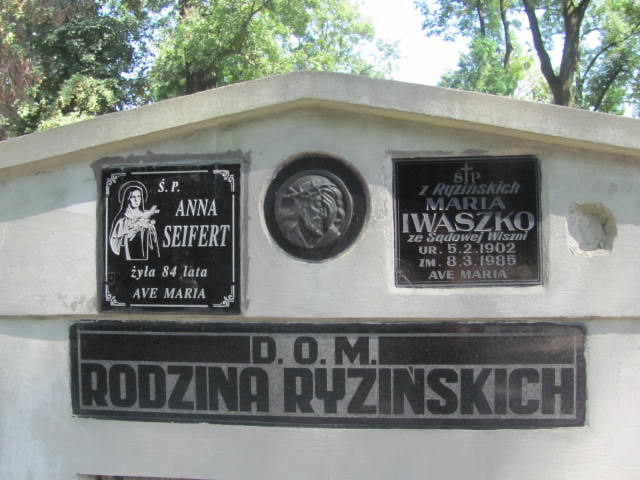 Ś. P.
ANNA
SEIFERT
żyła 84 lata
AVE MARIA
ŚP
z Ryzińskich
MARIA
IWASZKO
ze Sądowej Wiszni
UR. 5.2.1902
ZM. 8.3.1985
AVE MARIA
D. O. M.
RODZINA RYZIŃSKICH